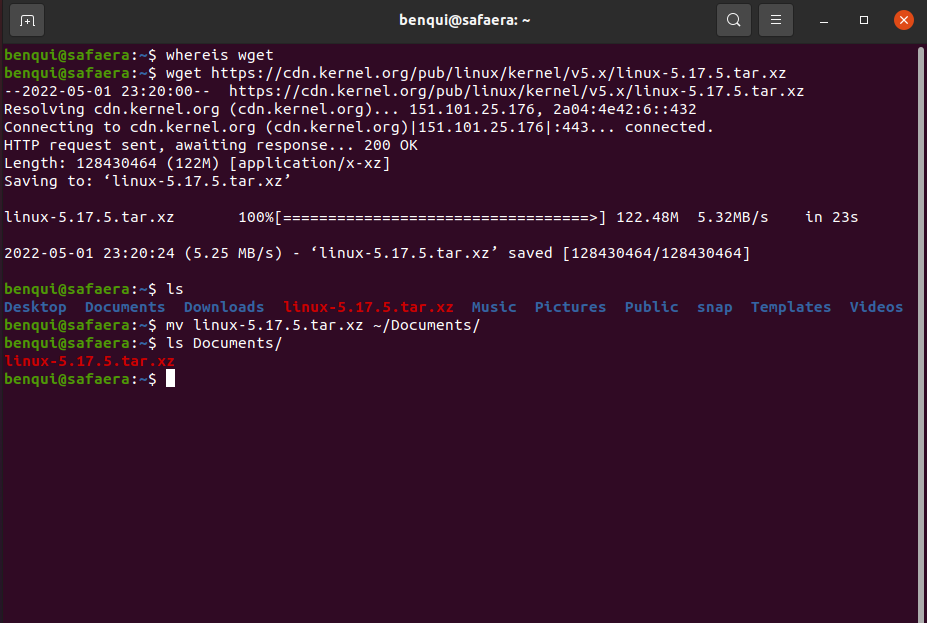 benqui@safaera: ~
benqui@safaera:~$ whereis wget
benqui@safaera:~$ wget https://cdn.kernel.org/pub/linux/kernel/v5.x/linux-5.17.5.tar.xz
--2022-05-01 23:20:00--  https://cdn.kernel.org/pub/linux/kernel/v5.x/linux-5.17.5.tar.xz
Resolving cdn.kernel.org (cdn.kernel.org)... 151.101.25.176, 2a04:4e42:6::432
Connecting to cdn.kernel.org (cdn.kernel.org)|151.101.25.176|:443... connected.
HTTP request sent, awaiting response... 200 OK
Length: 128430464 (122M) [application/x-xz]
Saving to: ‘linux-5.17.5.tar.xz’
linux-5.17.5.tar.xz       100%[==================================>] 122.48M  5.32MB/s    in 23s
2022-05-01 23:20:24 (5.25 MB/s) - ‘linux-5.17.5.tar.xz’ saved [128430464/128430464]
benqui@safaera:~$ ls
Desktop  Documents  Downloads  linux-5.17.5.tar.xz  Music  Pictures  Public  snap  Templates  Videos
benqui@safaera:~$ mv linux-5.17.5.tar.xz ~/Documents/
benqui@safaera:~$ ls Documents/
linux-5.17.5.tar.xz
benqui@safaera:~$